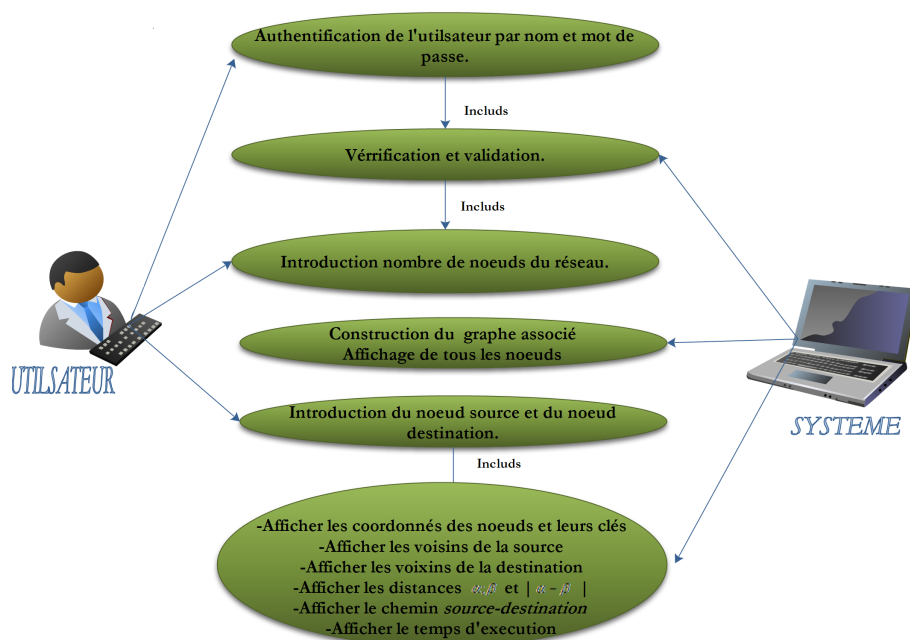 Authentification de l'utilsateur par nom et mot de
passe.
Includs
Vérrification et validation.
Includs
Introduction nombre de noeuds du réseau.
Construction du graphe associé
Affichage de tous les noeuds
UTILSATEUR
Introduction du noeud source et du noeud
destination.
SYSTEME
Includs
-Afficher les coordonnés des noeuds et leurs clés
-Afficher les voisins de la source
-Afficher les voixins de la destination
-Afficher les distances α,β et | α - β |
-Afficher le chemin source-destination
-Afficher le temps d'execution